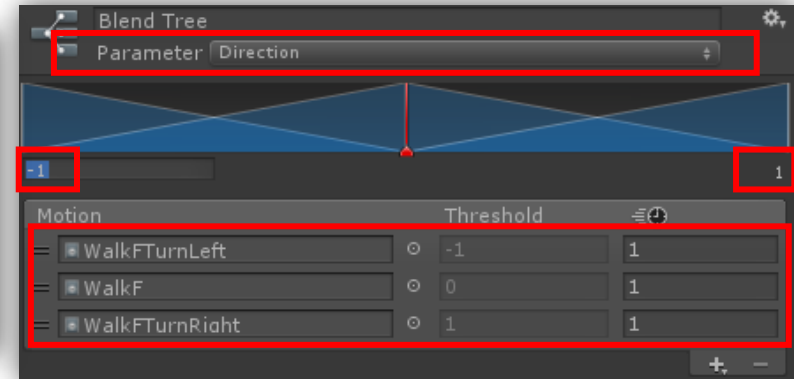 Blend Tree
Parameter Direction
-1 1
Motion Threshold
WalkFTurnLeft -1 1
WalkF 0 1
WalkFTurnRight 1 1
+ −